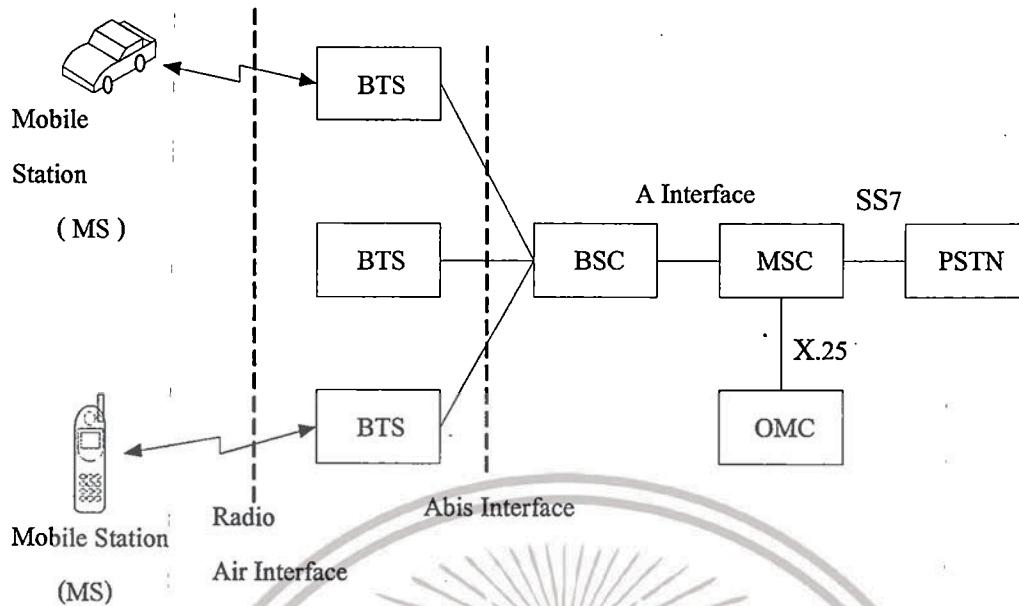 BTS
Mobile
Station
( MS )
A Interface
SS7
BTS
BSC
MSC
PSTN
X.25
BTS
OMC
Abis Interface
Radio
Mobile Station
Air Interface
(MS)